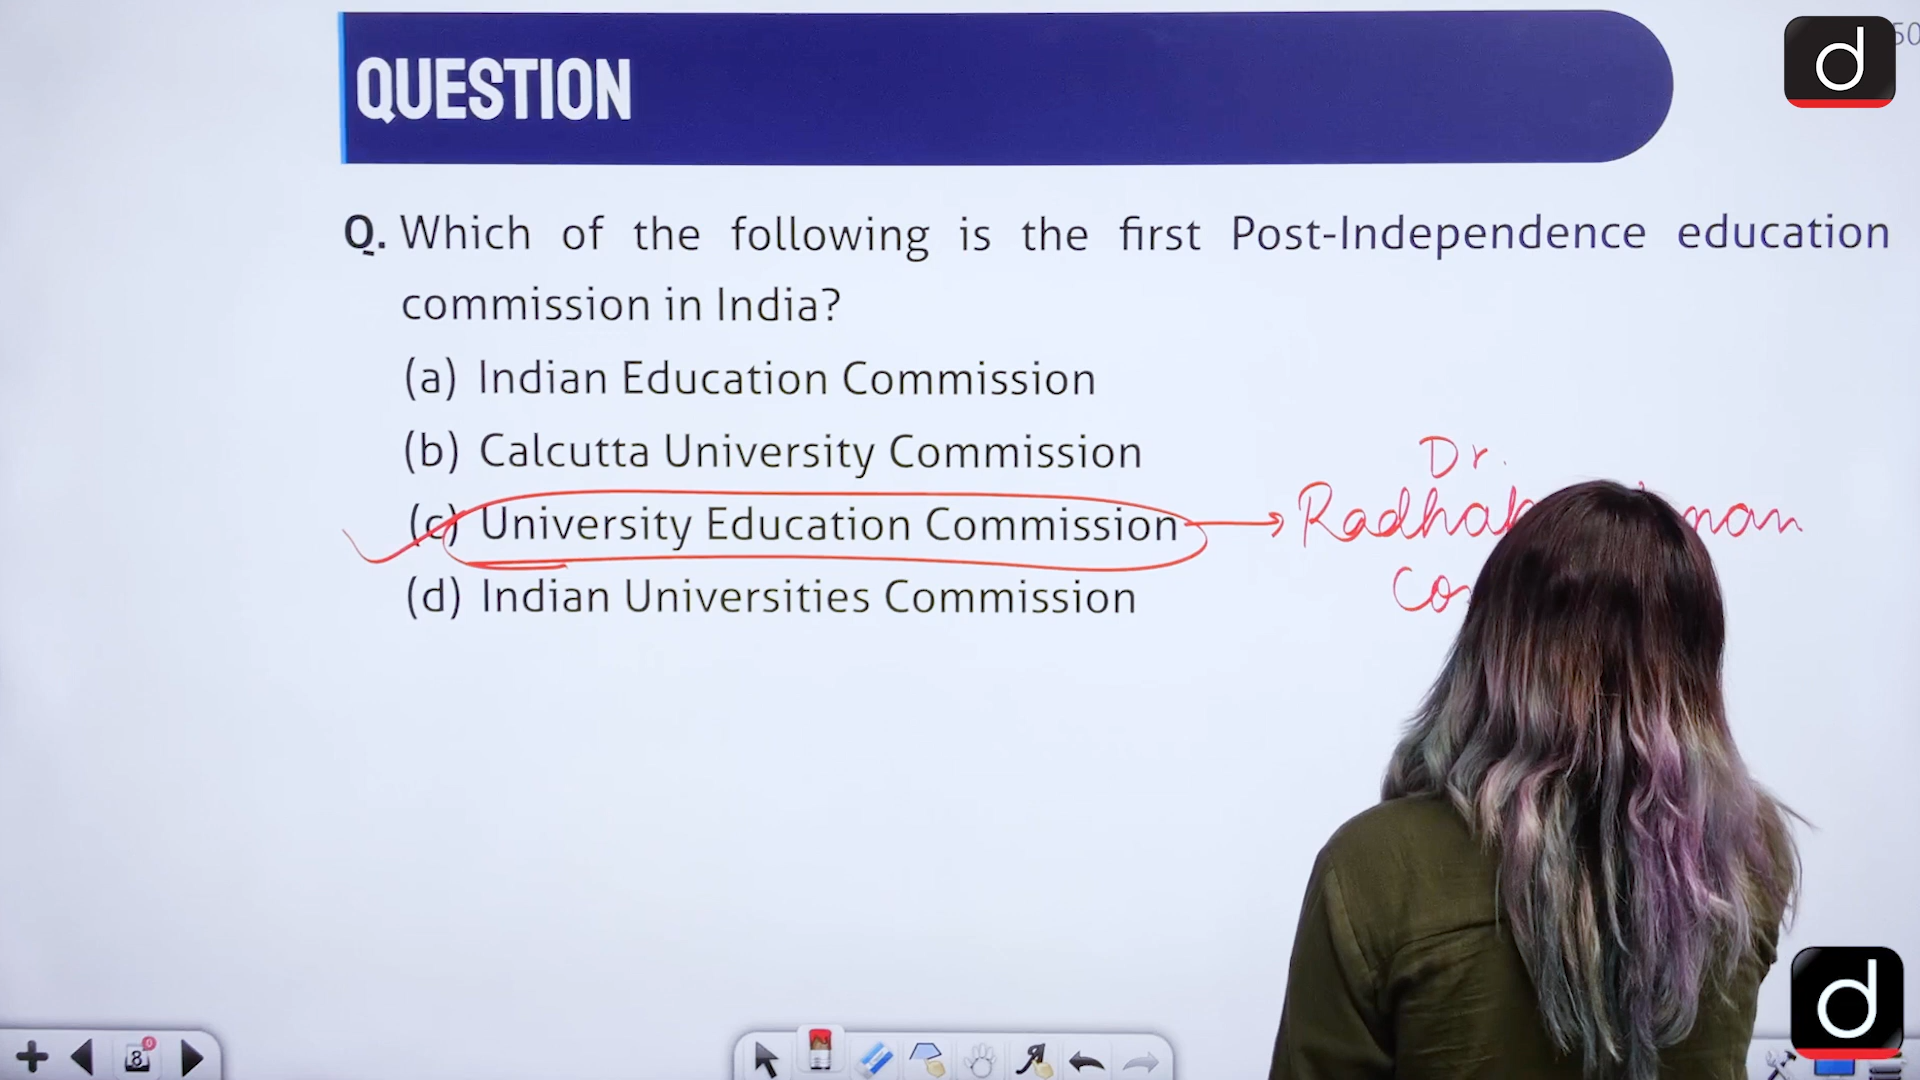 QUESTION
Q. Which of the following is the first Post-Independence education
commission in India?
(a) Indian Education Commission
(b) Calcutta University Commission
Dr.
(c) University Education Commission
(d) Indian Universities Commission
d
d
8